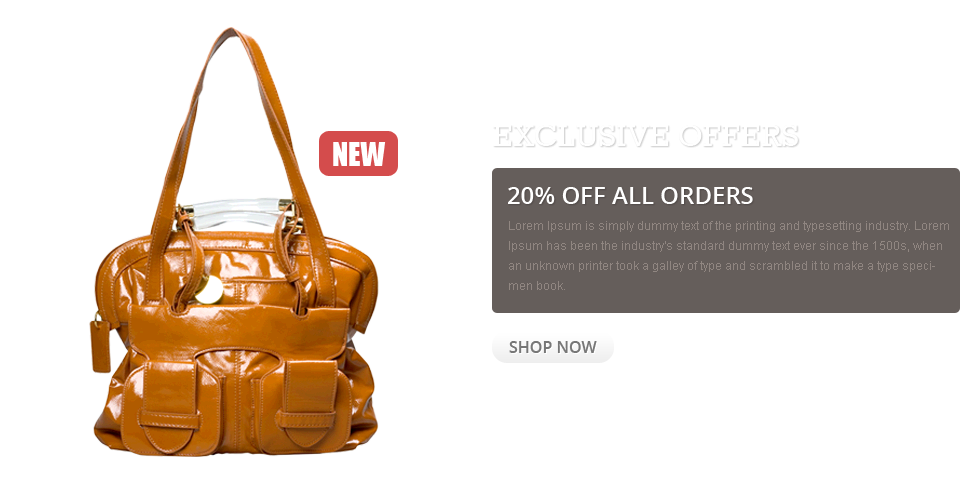 NEW
EXCLUSIVE OFFERS
20% OFF ALL ORDERS
Lorem Ipsum is simply dummy text of the printing and typesetting industry. Lorem
Ipsum has been the industry's standard dummy text ever since the 1500s, when
an unknown printer took a galley of type and scrambled it to make a type speci-
men book.
SHOP NOW